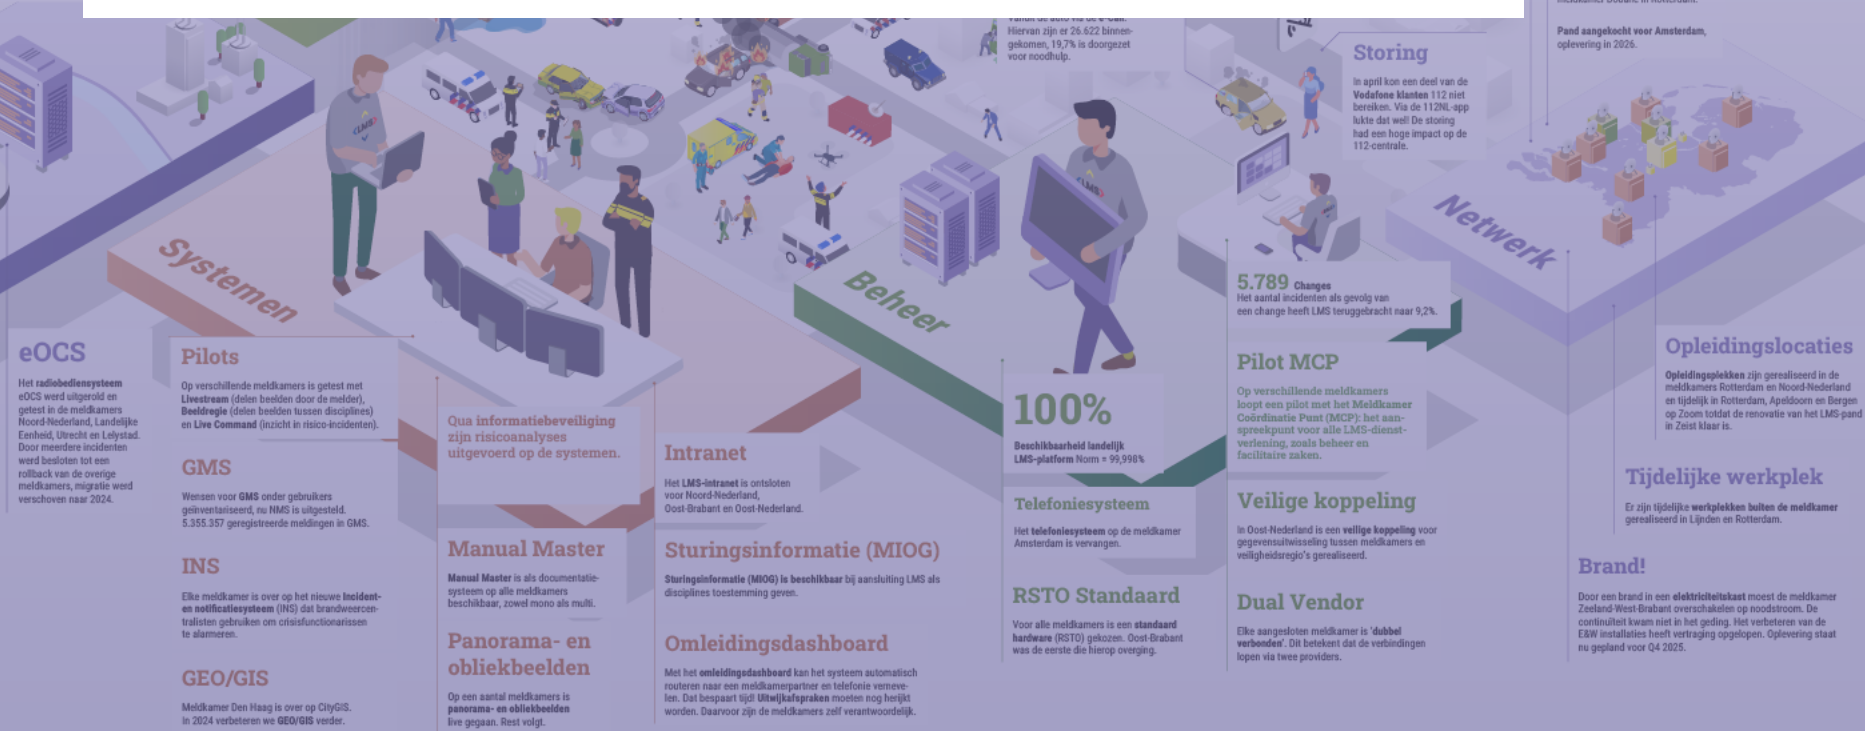 meldkamer Douane in Rotterdam.
Pand aangekocht voor Amsterdam,
oplevering in 2026.
vanuit de auto via de e-Call.
Hiervan zijn er 26.622 binnen-
gekomen, 19,7% is doorgezet
voor noodhulp.
Storing
In april kon een deel van de
Vodafone klanten 112 niet
bereiken. Via de 112NL-app
lukte dat wel! De storing
had een hoge impact op de
112-centrale.
<LMS>
<LMS>
Systemen
Beheer
Netwerk
eOCS
Het radiobediensysteem
eOCS werd uitgerold en
getest in de meldkamers
Noord-Nederland, Landelijke
Eenheid, Utrecht en Lelystad.
Door meerdere incidenten
werd besloten tot een
rollback van de overige
meldkamers, migratie werd
verschoven naar 2024.
Pilots
Op verschillende meldkamers is getest met
Livestream (delen beelden door de melder),
Beeldregie (delen beelden tussen disciplines)
en Live Command (inzicht in risico-incidenten).
GMS
Wensen voor GMS onder gebruikers
geïnventariseerd, nu NMS is uitgesteld.
5.355.357 geregistreerde meldingen in GMS.
INS
Elke meldkamer is over op het nieuwe Incident-
en notificatiesysteem (INS) dat brandweercen-
tralisten gebruiken om crisisfunctionarissen
te alarmeren.
GEO/GIS
Meldkamer Den Haag is over op CityGIS.
In 2024 verbeteren we GEO/GIS verder.
Qua informatiebeveiliging
zijn risicoanalyses
uitgevoerd op de systemen.
Manual Master
Manual Master is als documentatie-
systeem op alle meldkamers
beschikbaar, zowel mono als multi.
Panorama- en
obliekbeelden
Op een aantal meldkamers is
panorama- en obliekbeelden
live gegaan. Rest volgt.
Intranet
Het LMS-intranet is ontsloten
voor Noord-Nederland,
Oost-Brabant en Oost-Nederland.
Sturingsinformatie (MIOG)
Sturingsinformatie (MIOG) is beschikbaar bij aansluiting LMS als
disciplines toestemming geven.
Omleidingsdashboard
Met het omleidingsdashboard kan het systeem automatisch
routeren naar een meldkamerpartner en telefonie verneve-
len. Dat bespaart tijd! Uitwijkafspraken moeten nog herijkt
worden. Daarvoor zijn de meldkamers zelf verantwoordelijk.
100%
Beschikbaarheid landelijk
LMS-platform Norm = 99,998%
Telefoniesysteem
Het telefoniesysteem op de meldkamer
Amsterdam is vervangen.
RSTO Standaard
Voor alle meldkamers is een standaard
hardware (RSTO) gekozen. Oost-Brabant
was de eerste die hierop overging.
5.789 Changes
Het aantal incidenten als gevolg van
een change heeft LMS teruggebracht naar 9,2%.
Pilot MCP
Op verschillende meldkamers
loopt een pilot met het Meldkamer
Coördinatie Punt (MCP): het aan-
spreekpunt voor alle LMS-dienst-
verlening, zoals beheer en
facilitaire zaken.
Veilige koppeling
In Oost-Nederland is een veilige koppeling voor
gegevensuitwisseling tussen meldkamers en
veiligheidsregio's gerealiseerd.
Dual Vendor
Elke aangesloten meldkamer is 'dubbel
verbonden'. Dit betekent dat de verbindingen
lopen via twee providers.
Opleidingslocaties
Opleidingsplekken zijn gerealiseerd in de
meldkamers Rotterdam en Noord-Nederland
en tijdelijk in Rotterdam, Apeldoorn en Bergen
op Zoom totdat de renovatie van het LMS-pand
in Zeist klaar is.
Tijdelijke werkplek
Er zijn tijdelijke werkplekken buiten de meldkamer
gerealiseerd in Lijnden en Rotterdam.
Brand!
Door een brand in een elektriciteitskast moest de meldkamer
Zeeland-West-Brabant overschakelen op noodstroom. De
continuïteit kwam niet in het geding. Het verbeteren van de
E&W installaties heeft vertraging opgelopen. Oplevering staat
nu gepland voor Q4 2025.